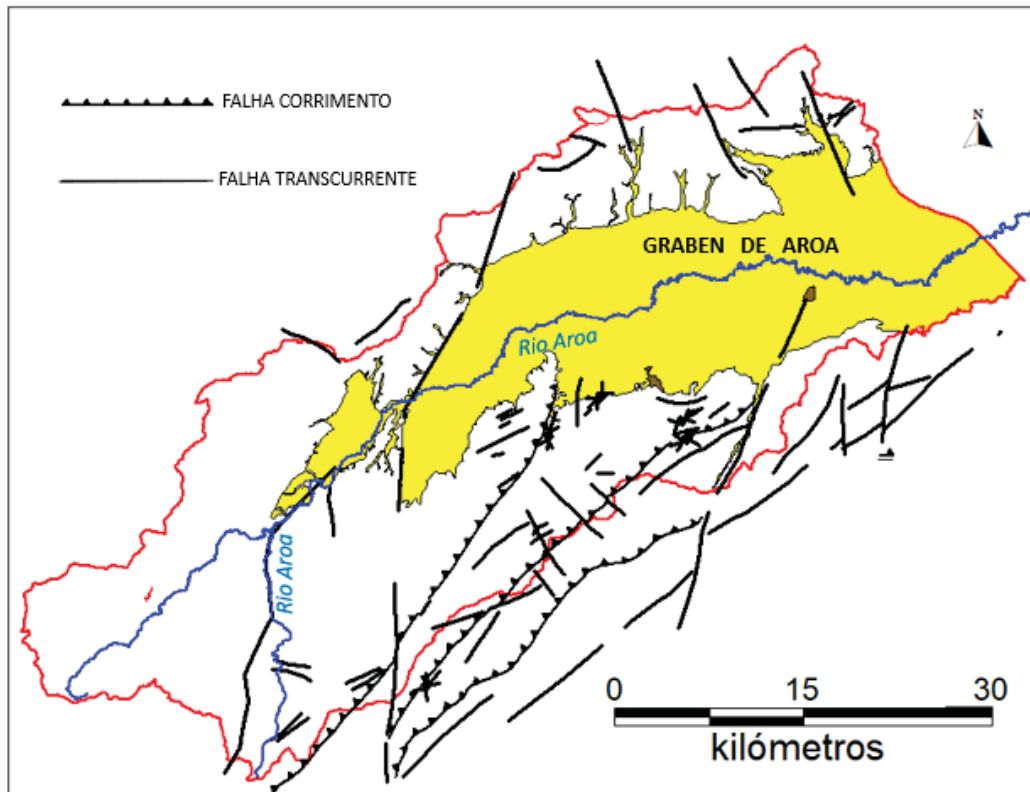 FALHA CORRIMENTO
FALHA TRANSCURRENTE
N
GRABEN DE AROA
Rio Aroa
Rio Aroa
0 15 30
kilómetros